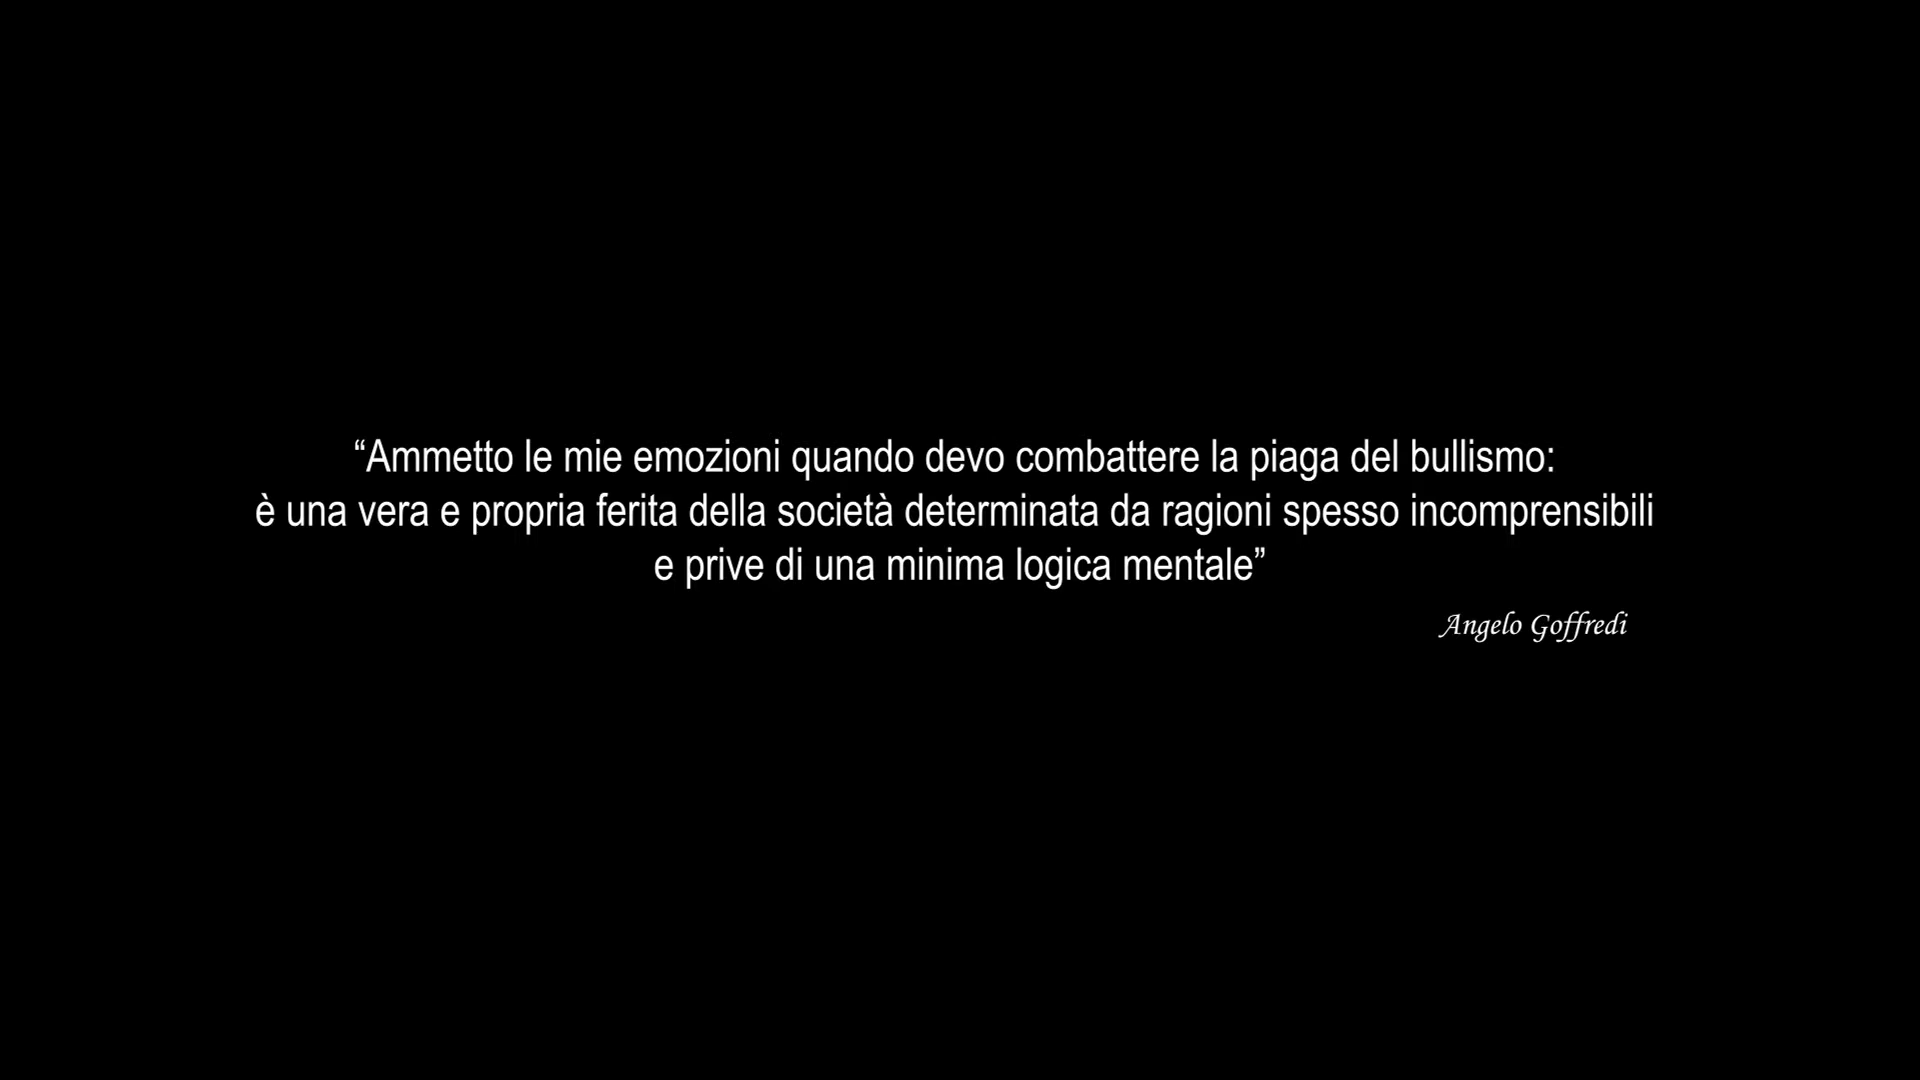 “Ammetto le mie emozioni quando devo combattere la piaga del bullismo:
è una vera e propria ferita della società determinata da ragioni spesso incomprensibili
e prive di una minima logica mentale”
Angelo Goffredi